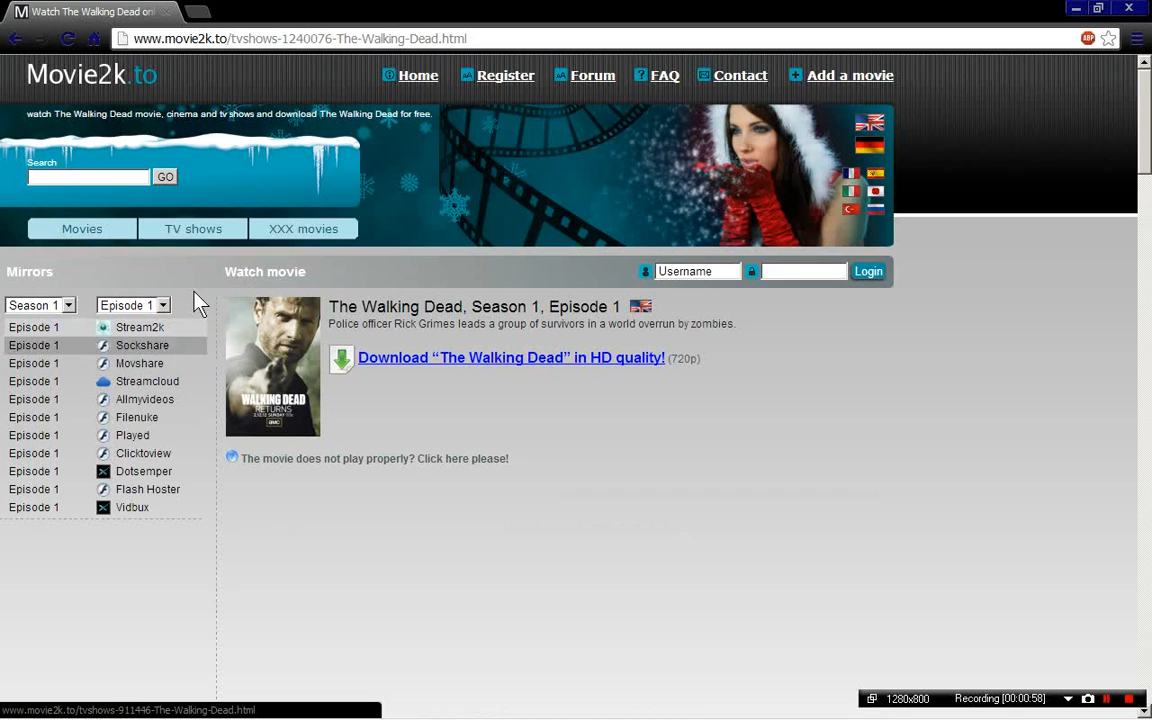 Watch The Walking Dead onl
www.movie2k.to/tvshows-1240076-The-Walking-Dead.html
ABP
Movie2k.to
Home Register Forum FAQ Contact Add a movie
watch The Walking Dead movie, cinema and tv shows and download The Walking Dead for free.
Search
GO
Movies TV shows XXX movies
Mirrors Watch movie Username Login
Season 1 Episode 1
The Walking Dead, Season 1, Episode 1
Police officer Rick Grimes leads a group of survivors in a world overrun by zombies.
Episode 1 Stream2k
Episode 1 Sockshare
Episode 1 Movshare
Episode 1 Streamcloud
Episode 1 Allmyvideos
Episode 1 Filenuke
Episode 1 Played
Episode 1 Clicktoview
Episode 1 Dotsemper
Episode 1 Flash Hoster
Episode 1 Vidbux
Download “The Walking Dead” in HD quality! (720p)
WALKING DEAD
RETURNS
AMC
The movie does not play properly? Click here please!
www.movie2k.to/tvshows-911446-The-Walking-Dead.html
1280x800 Recording [00:00:58]